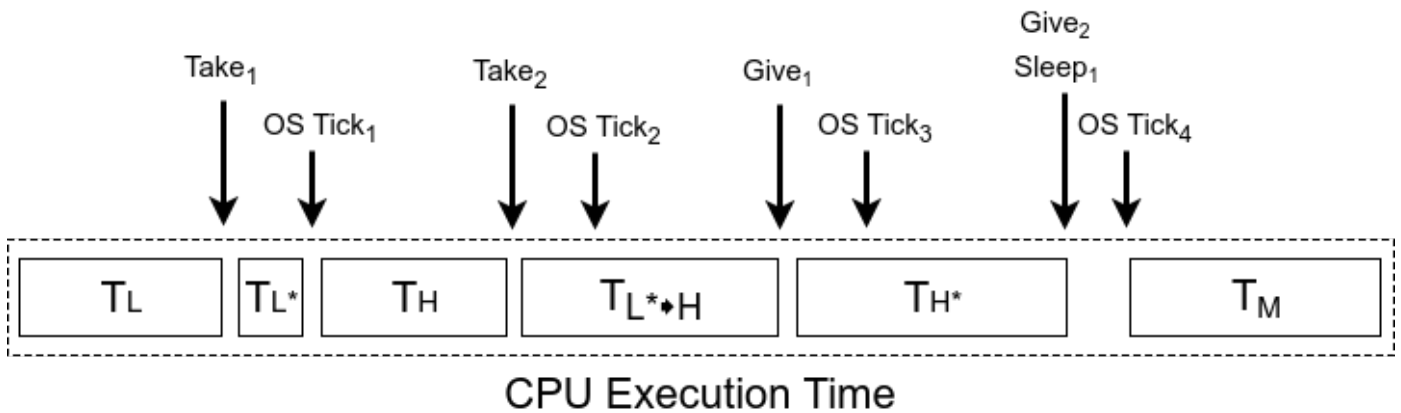 Give₂
Take₁ Take₂ Give₁ Sleep₁
OS Tick₁ OS Tick₂ OS Tick₃ OS Tick₄
TL TL* TH TL*➧H TH* TM
CPU Execution Time